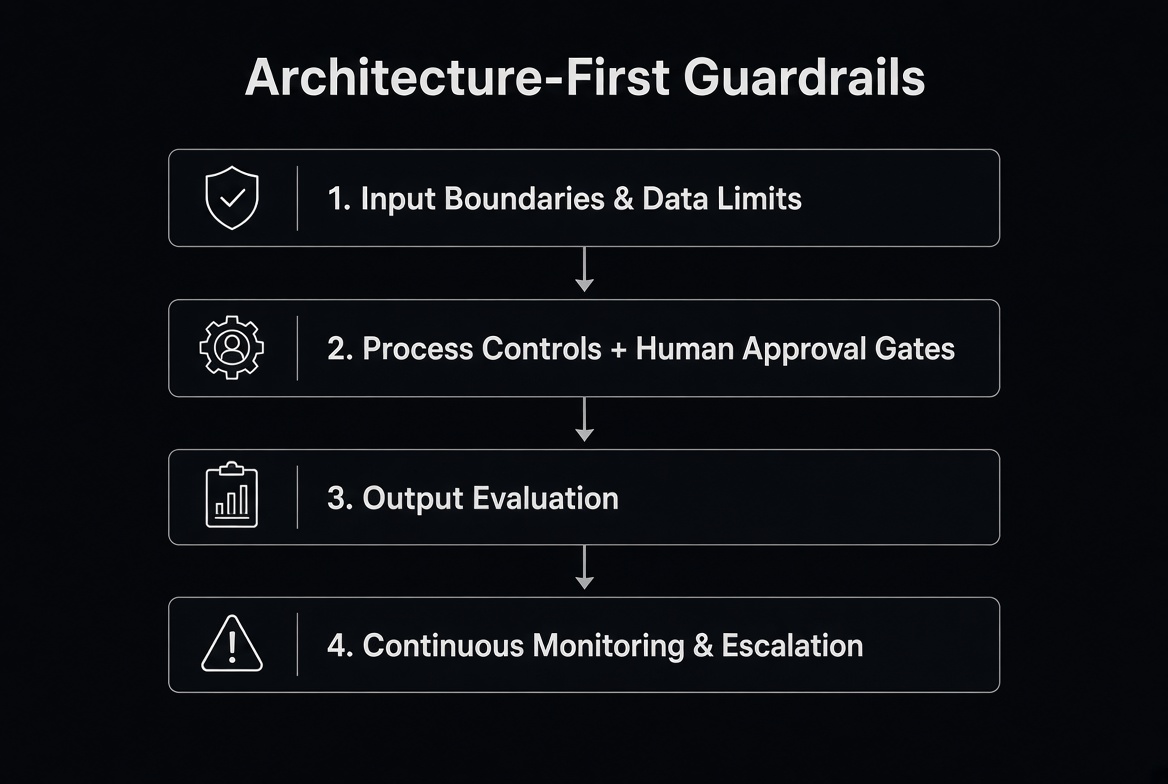 Architecture-First Guardrails
1. Input Boundaries & Data Limits
2. Process Controls + Human Approval Gates
3. Output Evaluation
4. Continuous Monitoring & Escalation